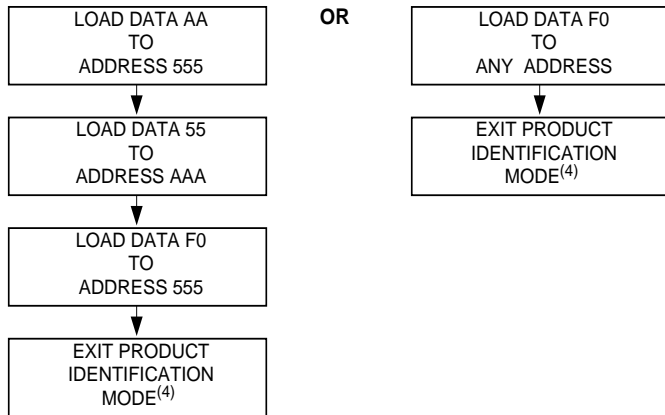 LOAD DATA AA
TO
ADDRESS 555
LOAD DATA 55
TO
ADDRESS AAA
LOAD DATA F0
TO
ADDRESS 555
EXIT PRODUCT
IDENTIFICATION
MODE(4)
OR
LOAD DATA F0
TO
ANY ADDRESS
EXIT PRODUCT
IDENTIFICATION
MODE(4)